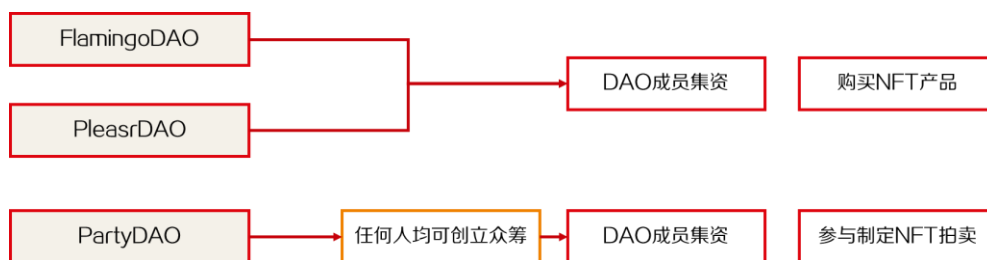 FlamingoDAO
DAO成员集资
购买NFT产品
PleasrDAO
PartyDAO
任何人均可创立众筹
DAO成员集资
参与制定NFT拍卖